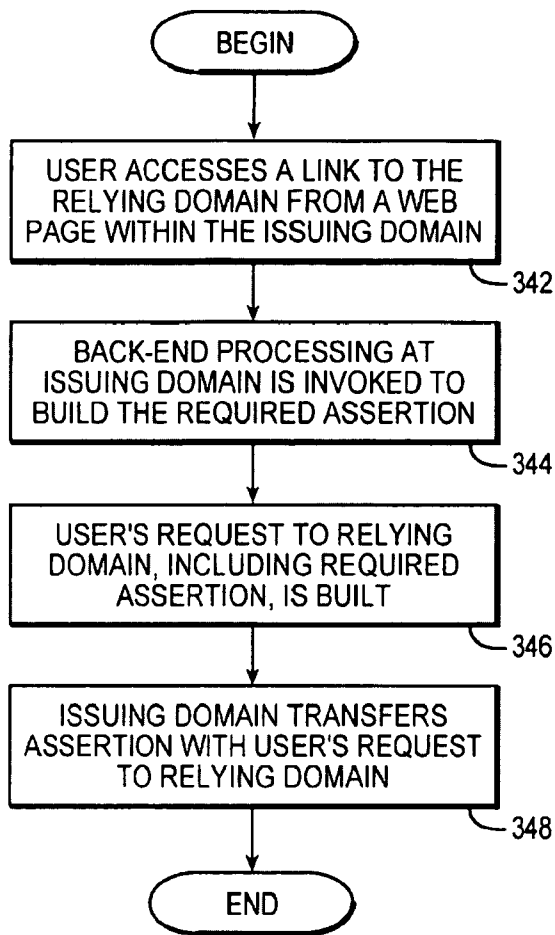 BEGIN
USER ACCESSES A LINK TO THE
RELYING DOMAIN FROM A WEB
PAGE WITHIN THE ISSUING DOMAIN
342
BACK-END PROCESSING AT
ISSUING DOMAIN IS INVOKED TO
BUILD THE REQUIRED ASSERTION
344
USER'S REQUEST TO RELYING
DOMAIN, INCLUDING REQUIRED
ASSERTION, IS BUILT
346
ISSUING DOMAIN TRANSFERS
ASSERTION WITH USER'S REQUEST
TO RELYING DOMAIN
348
END